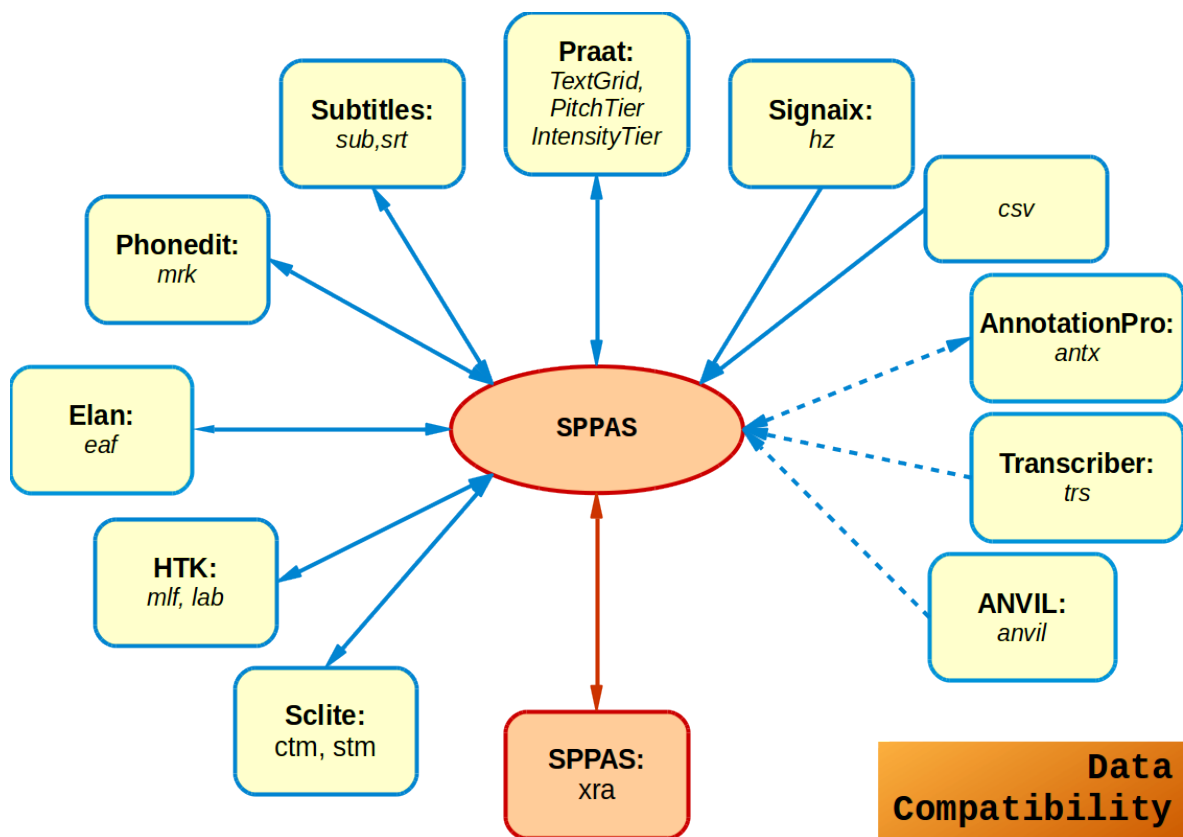 Praat:
TextGrid,
PitchTier
IntensityTier
Subtitles:
sub,srt
Signaix:
hz
csv
Phonedit:
mrk
AnnotationPro:
antx
Elan:
eaf
SPPAS
Transcriber:
trs
HTK:
mlf, lab
ANVIL:
anvil
Sclite:
ctm, stm
SPPAS:
xra
Data
Compatibility